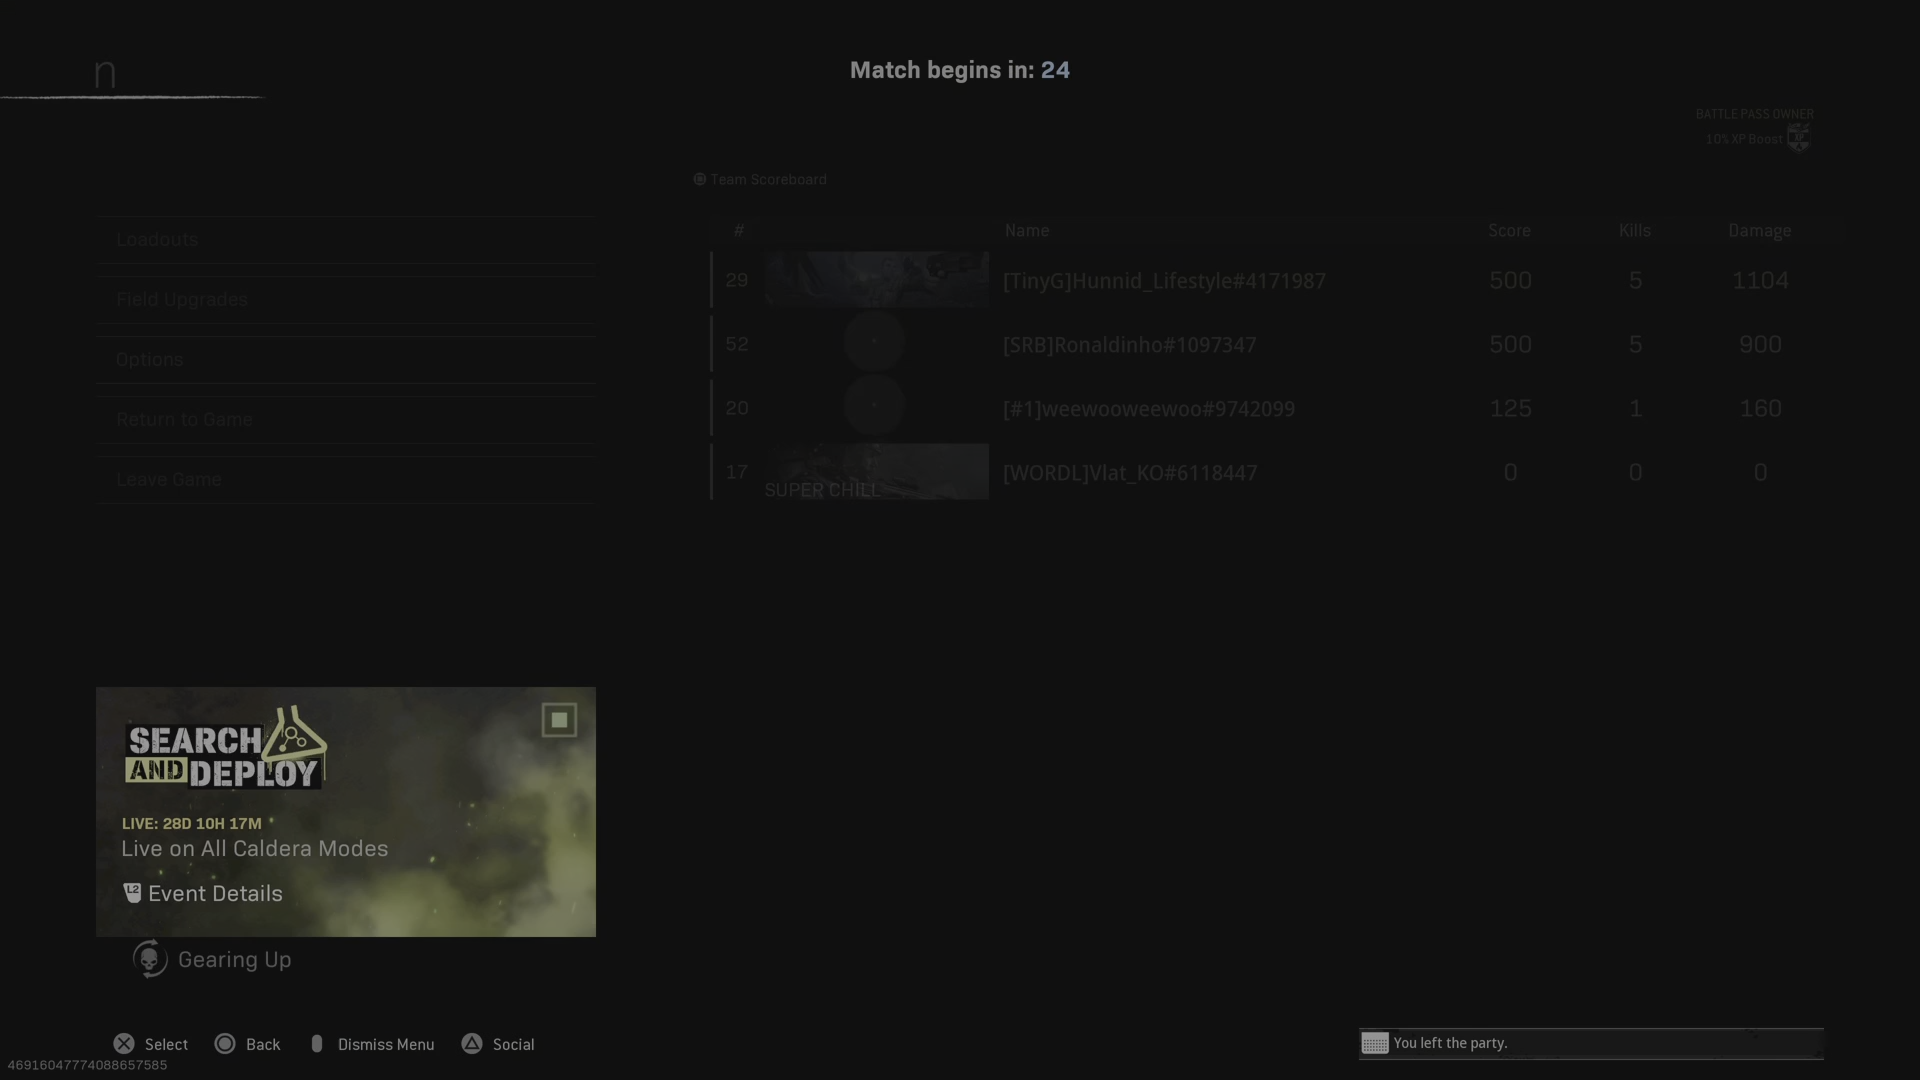 n
Match begins in: 24
BATTLE PASS OWNER
10% XP Boost XP
Team Scoreboard
Loadouts
Field Upgrades
Options
Return to Game
Leave Game
# Name Score Kills Damage
29 [TinyG]Hunnid_Lifestyle#4171987 500 5 1104
52 [SRB]Ronaldinho#1097347 500 5 900
20 [#1]weewooweewoo#9742099 125 1 160
17 SUPER CHILL [WORDL]Vlat_KO#6118447 0 0 0
SEARCH
AND DEPLOY
LIVE: 28D 10H 17M
Live on All Caldera Modes
L2 Event Details
Gearing Up
Select Back Dismiss Menu Social
You left the party.
46916047774088657585